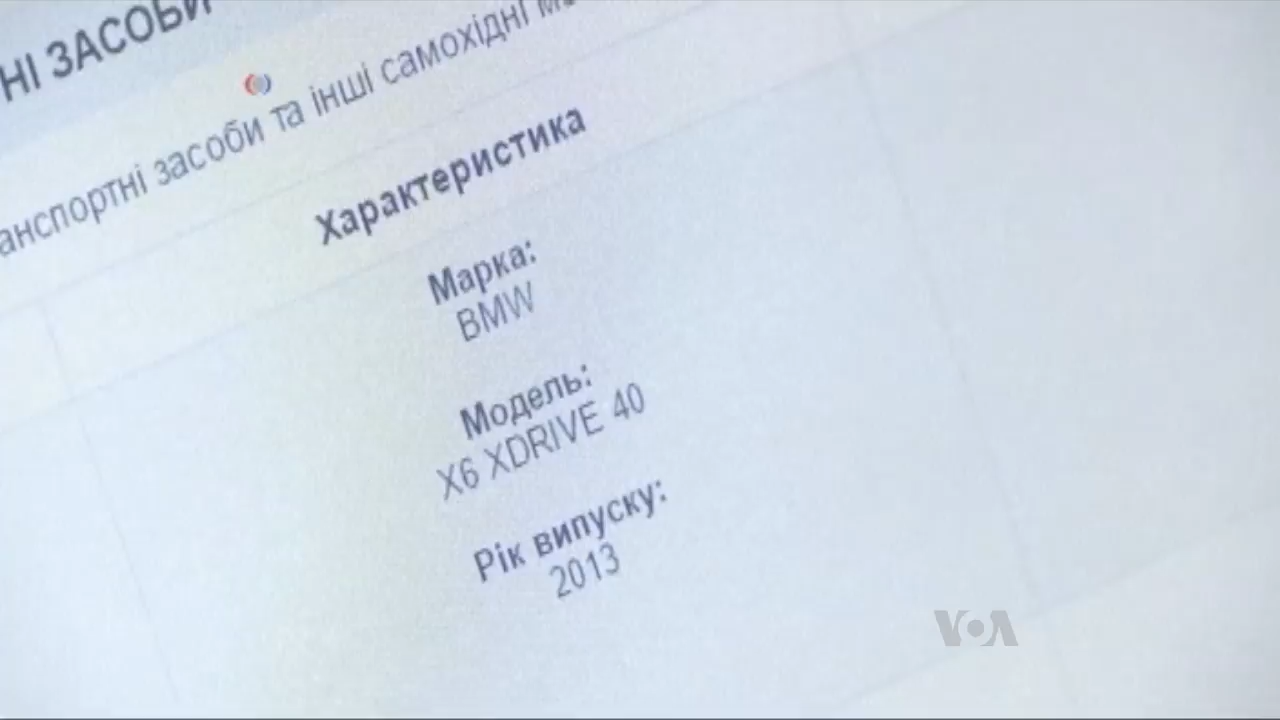 НІ ЗАСОБИ
анспортні засоби та інші самохідні
Характеристика
Марка:
BMW
Модель:
X6 XDRIVE 40
Рік випуску:
2013
VOA